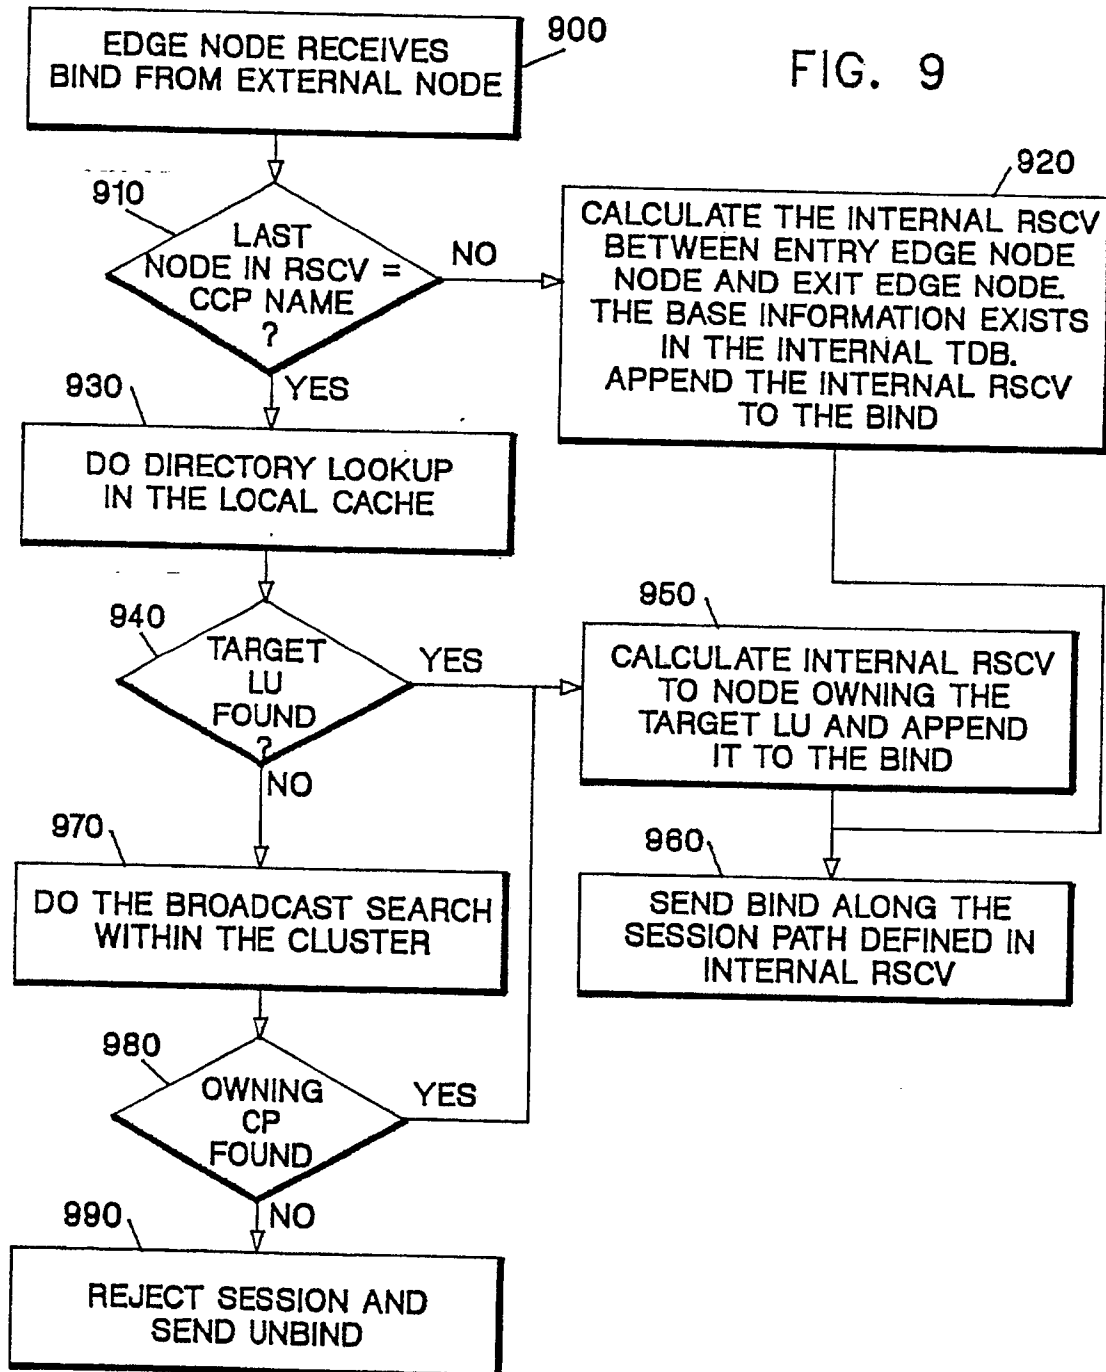 EDGE NODE RECEIVES
BIND FROM EXTERNAL NODE
900
FIG. 9
910
LAST
NODE IN RSCV =
CCP NAME
?
NO
YES
920
CALCULATE THE INTERNAL RSCV
BETWEEN ENTRY EDGE NODE
NODE AND EXIT EDGE NODE.
THE BASE INFORMATION EXISTS
IN THE INTERNAL TDB.
APPEND THE INTERNAL RSCV
TO THE BIND
930
DO DIRECTORY LOOKUP
IN THE LOCAL CACHE
940
TARGET
LU
FOUND
?
YES
NO
950
CALCULATE INTERNAL RSCV
TO NODE OWNING THE
TARGET LU AND APPEND
IT TO THE BIND
960
SEND BIND ALONG THE
SESSION PATH DEFINED IN
INTERNAL RSCV
970
DO THE BROADCAST SEARCH
WITHIN THE CLUSTER
980
OWNING
CP
FOUND
YES
NO
990
REJECT SESSION AND
SEND UNBIND